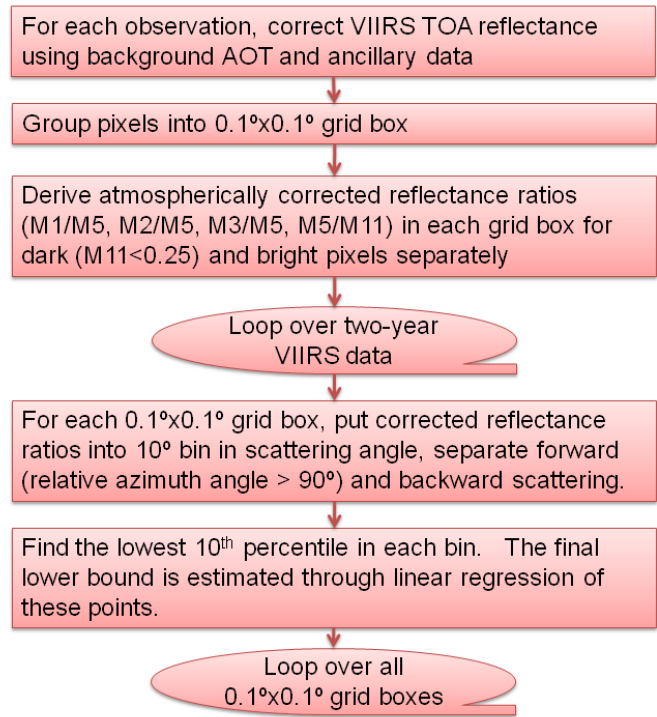 For each observation, correct VIIRS TOA reflectance
using background AOT and ancillary data
Group pixels into 0.1ºx0.1º grid box
Derive atmospherically corrected reflectance ratios
(M1/M5, M2/M5, M3/M5, M5/M11) in each grid box for
dark (M11<0.25) and bright pixels separately
Loop over two-year
VIIRS data
For each 0.1ºx0.1º grid box, put corrected reflectance
ratios into 10º bin in scattering angle, separate forward
(relative azimuth angle > 90º) and backward scattering.
Find the lowest 10th percentile in each bin. The final
lower bound is estimated through linear regression of
these points.
Loop over all
0.1ºx0.1º grid boxes